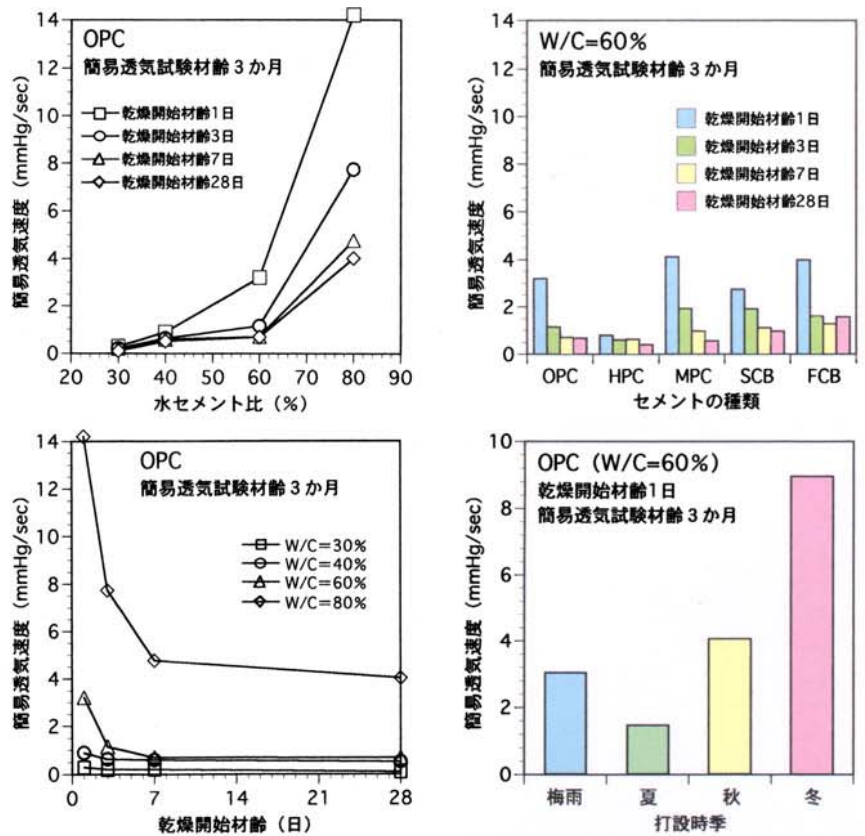 OPC
簡易透気試験材齢3か月
乾燥開始材齢1日
乾燥開始材齢3日
乾燥開始材齢7日
乾燥開始材齢28日
簡易透気速度 (mmHg/sec)
14
12
10
8
6
4
2
0
20 30 40 50 60 70 80 90
水セメント比 (%)
W/C=60%
簡易透気試験材齢3か月
乾燥開始材齢1日
乾燥開始材齢3日
乾燥開始材齢7日
乾燥開始材齢28日
簡易透気速度 (mmHg/sec)
14
12
10
8
6
4
2
0
OPC HPC MPC SCB FCB
セメントの種類
OPC
簡易透気試験材齢3か月
W/C=30%
W/C=40%
W/C=60%
W/C=80%
簡易透気速度 (mmHg/sec)
14
12
10
8
6
4
2
0
0 7 14 21 28
乾燥開始材齢 (日)
OPC (W/C=60%)
乾燥開始材齢1日
簡易透気試験材齢3か月
簡易透気速度 (mmHg/sec)
10
8
6
4
2
0
梅雨 夏 秋 冬
打設時季